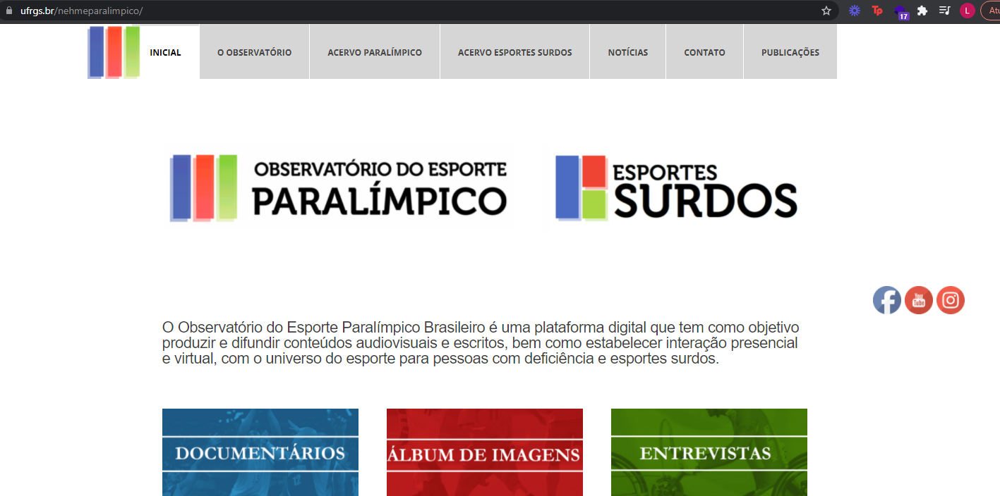 ufrgs.br/nehmeparalimpico/
17
L
Atu
INICIAL
O OBSERVATÓRIO
ACERVO PARALÍMPICO
ACERVO ESPORTES SURDOS
NOTÍCIAS
CONTATO
PUBLICAÇÕES
OBSERVATÓRIO DO ESPORTE
PARALÍMPICO
ESPORTES
SURDOS
You
Tube
O Observatório do Esporte Paralímpico Brasileiro é uma plataforma digital que tem como objetivo
produzir e difundir conteúdos audiovisuais e escritos, bem como estabelecer interação presencial
e virtual, com o universo do esporte para pessoas com deficiência e esportes surdos.
DOCUMENTÁRIOS
ÁLBUM DE IMAGENS
ENTREVISTAS